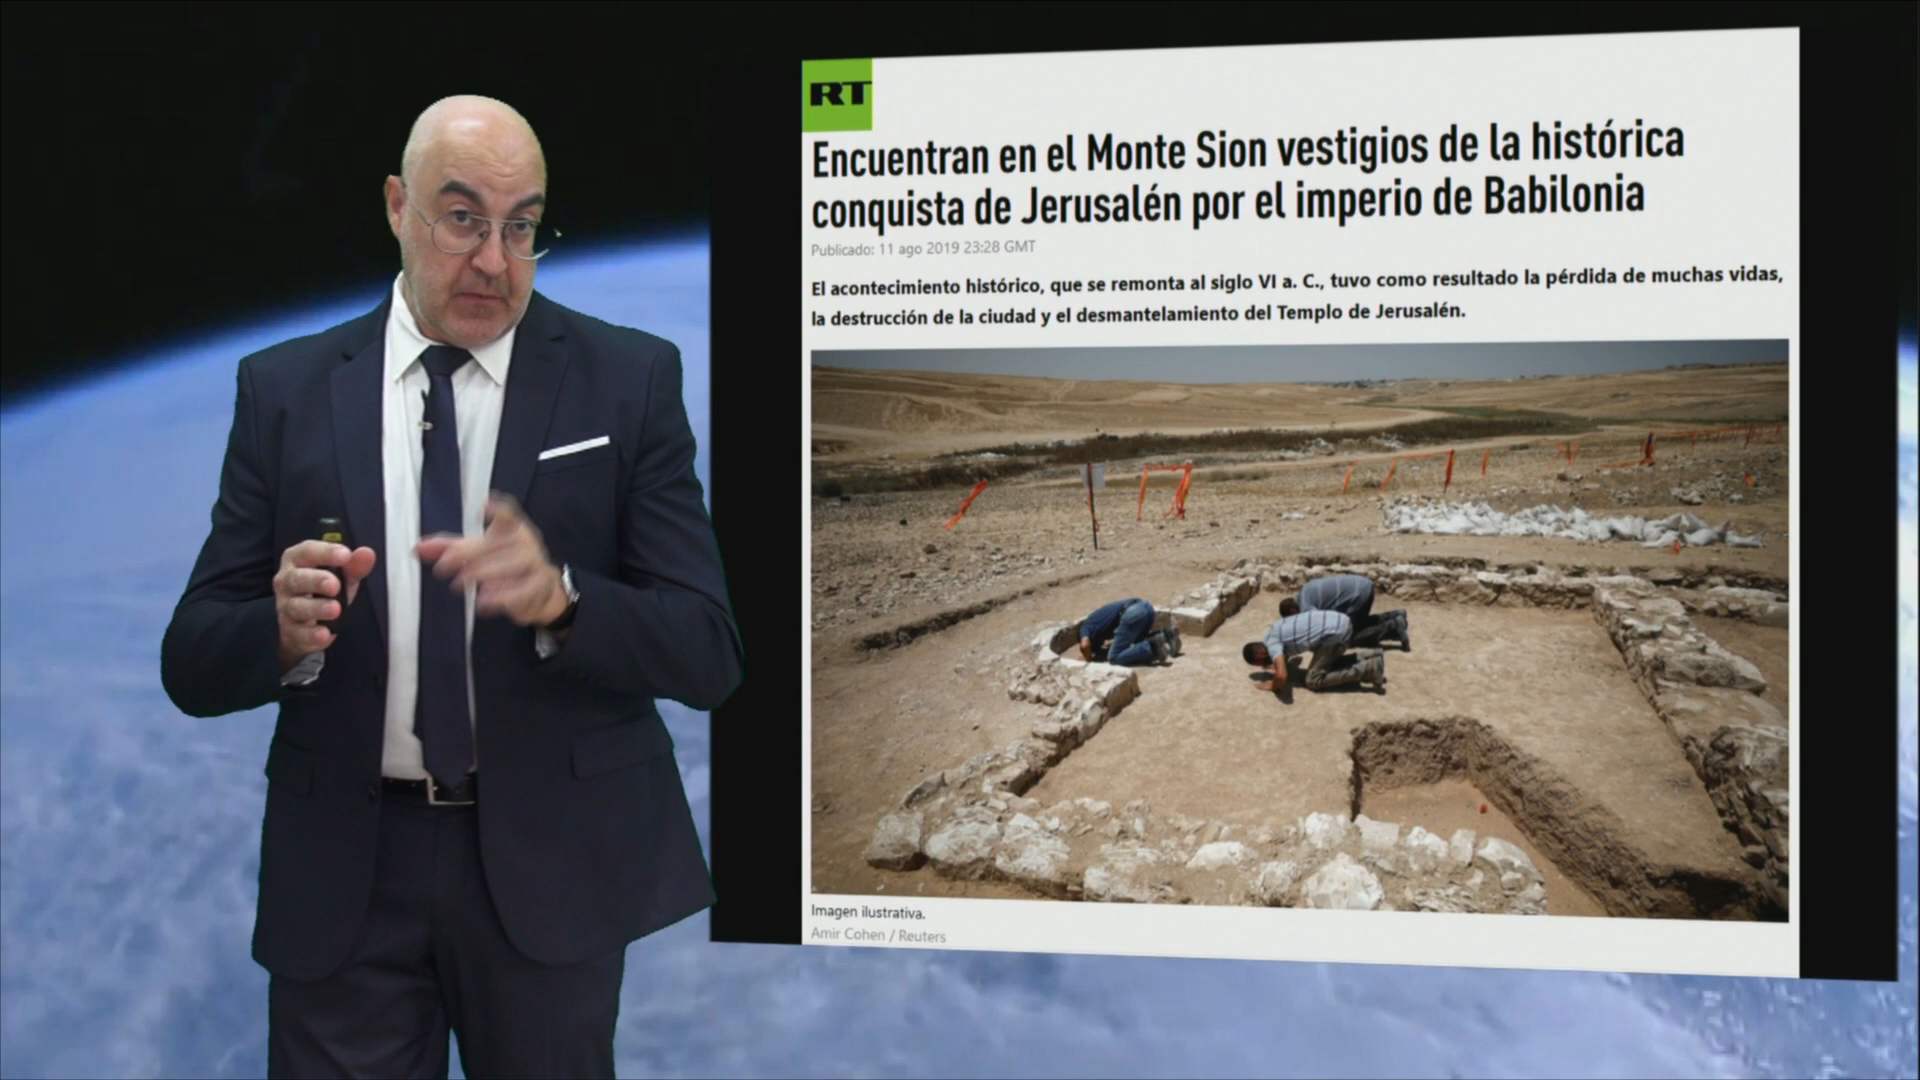 RT
Encuentran en el Monte Sion vestigios de la histórica
conquista de Jerusalén por el imperio de Babilonia
Publicado: 11 ago 2019 23:28 GMT
El acontecimiento histórico, que se remonta al siglo VI a. C., tuvo como resultado la pérdida de muchas vidas,
la destrucción de la ciudad y el desmantelamiento del Templo de Jerusalén.
Imagen ilustrativa.
Amir Cohen / Reuters